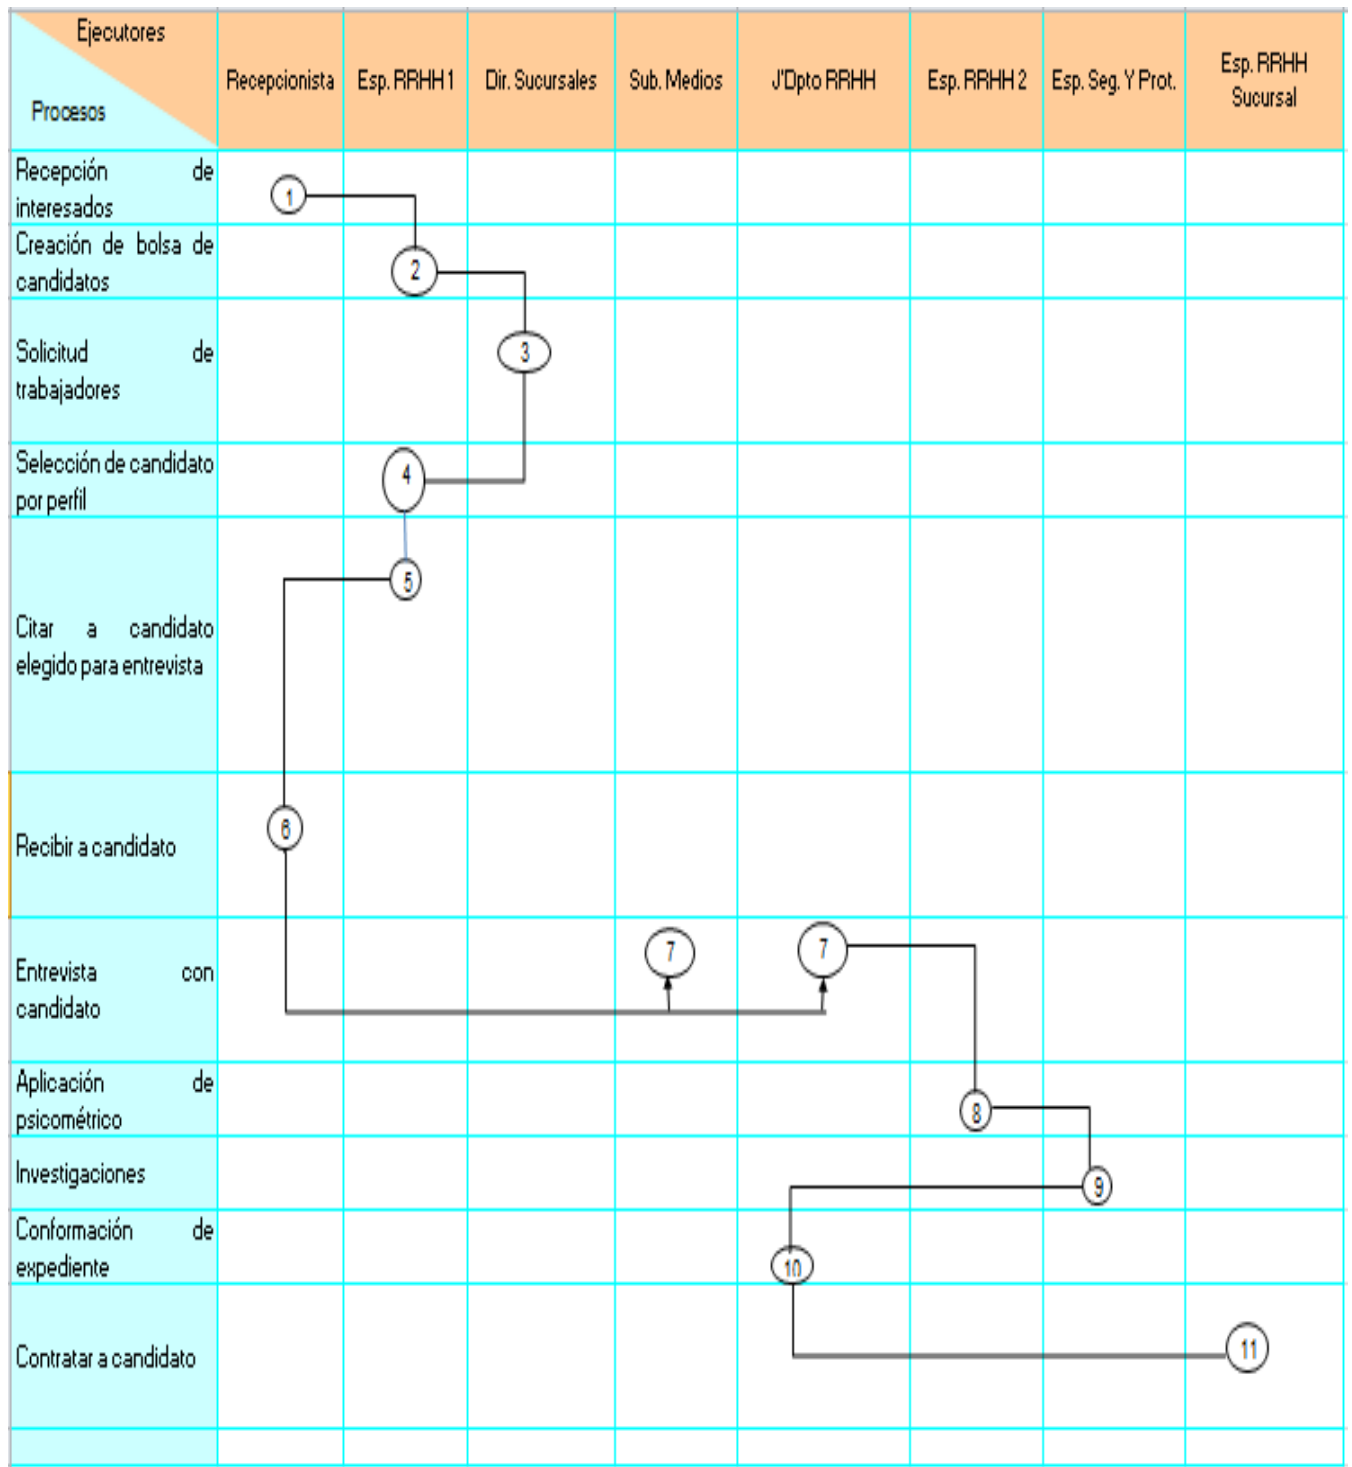 Ejecutores
Procesos
Recepcionista
Esp. RRHH 1
Dir. Sucursales
Sub. Medios
J'Dpto RRHH
Esp. RRHH 2
Esp. Seg. Y Prot.
Esp. RRHH
Sucursal
Recepción de
interesados
1
Creación de bolsa de
candidatos
2
Solicitud de
trabajadores
3
Selección de candidato
por perfil
4
Citar a candidato
elegido para entrevista
5
Recibir a candidato
6
Entrevista con
candidato
7
7
Aplicación de
psicométrico
8
Investigaciones
9
Conformación de
expediente
10
Contratar a candidato
11